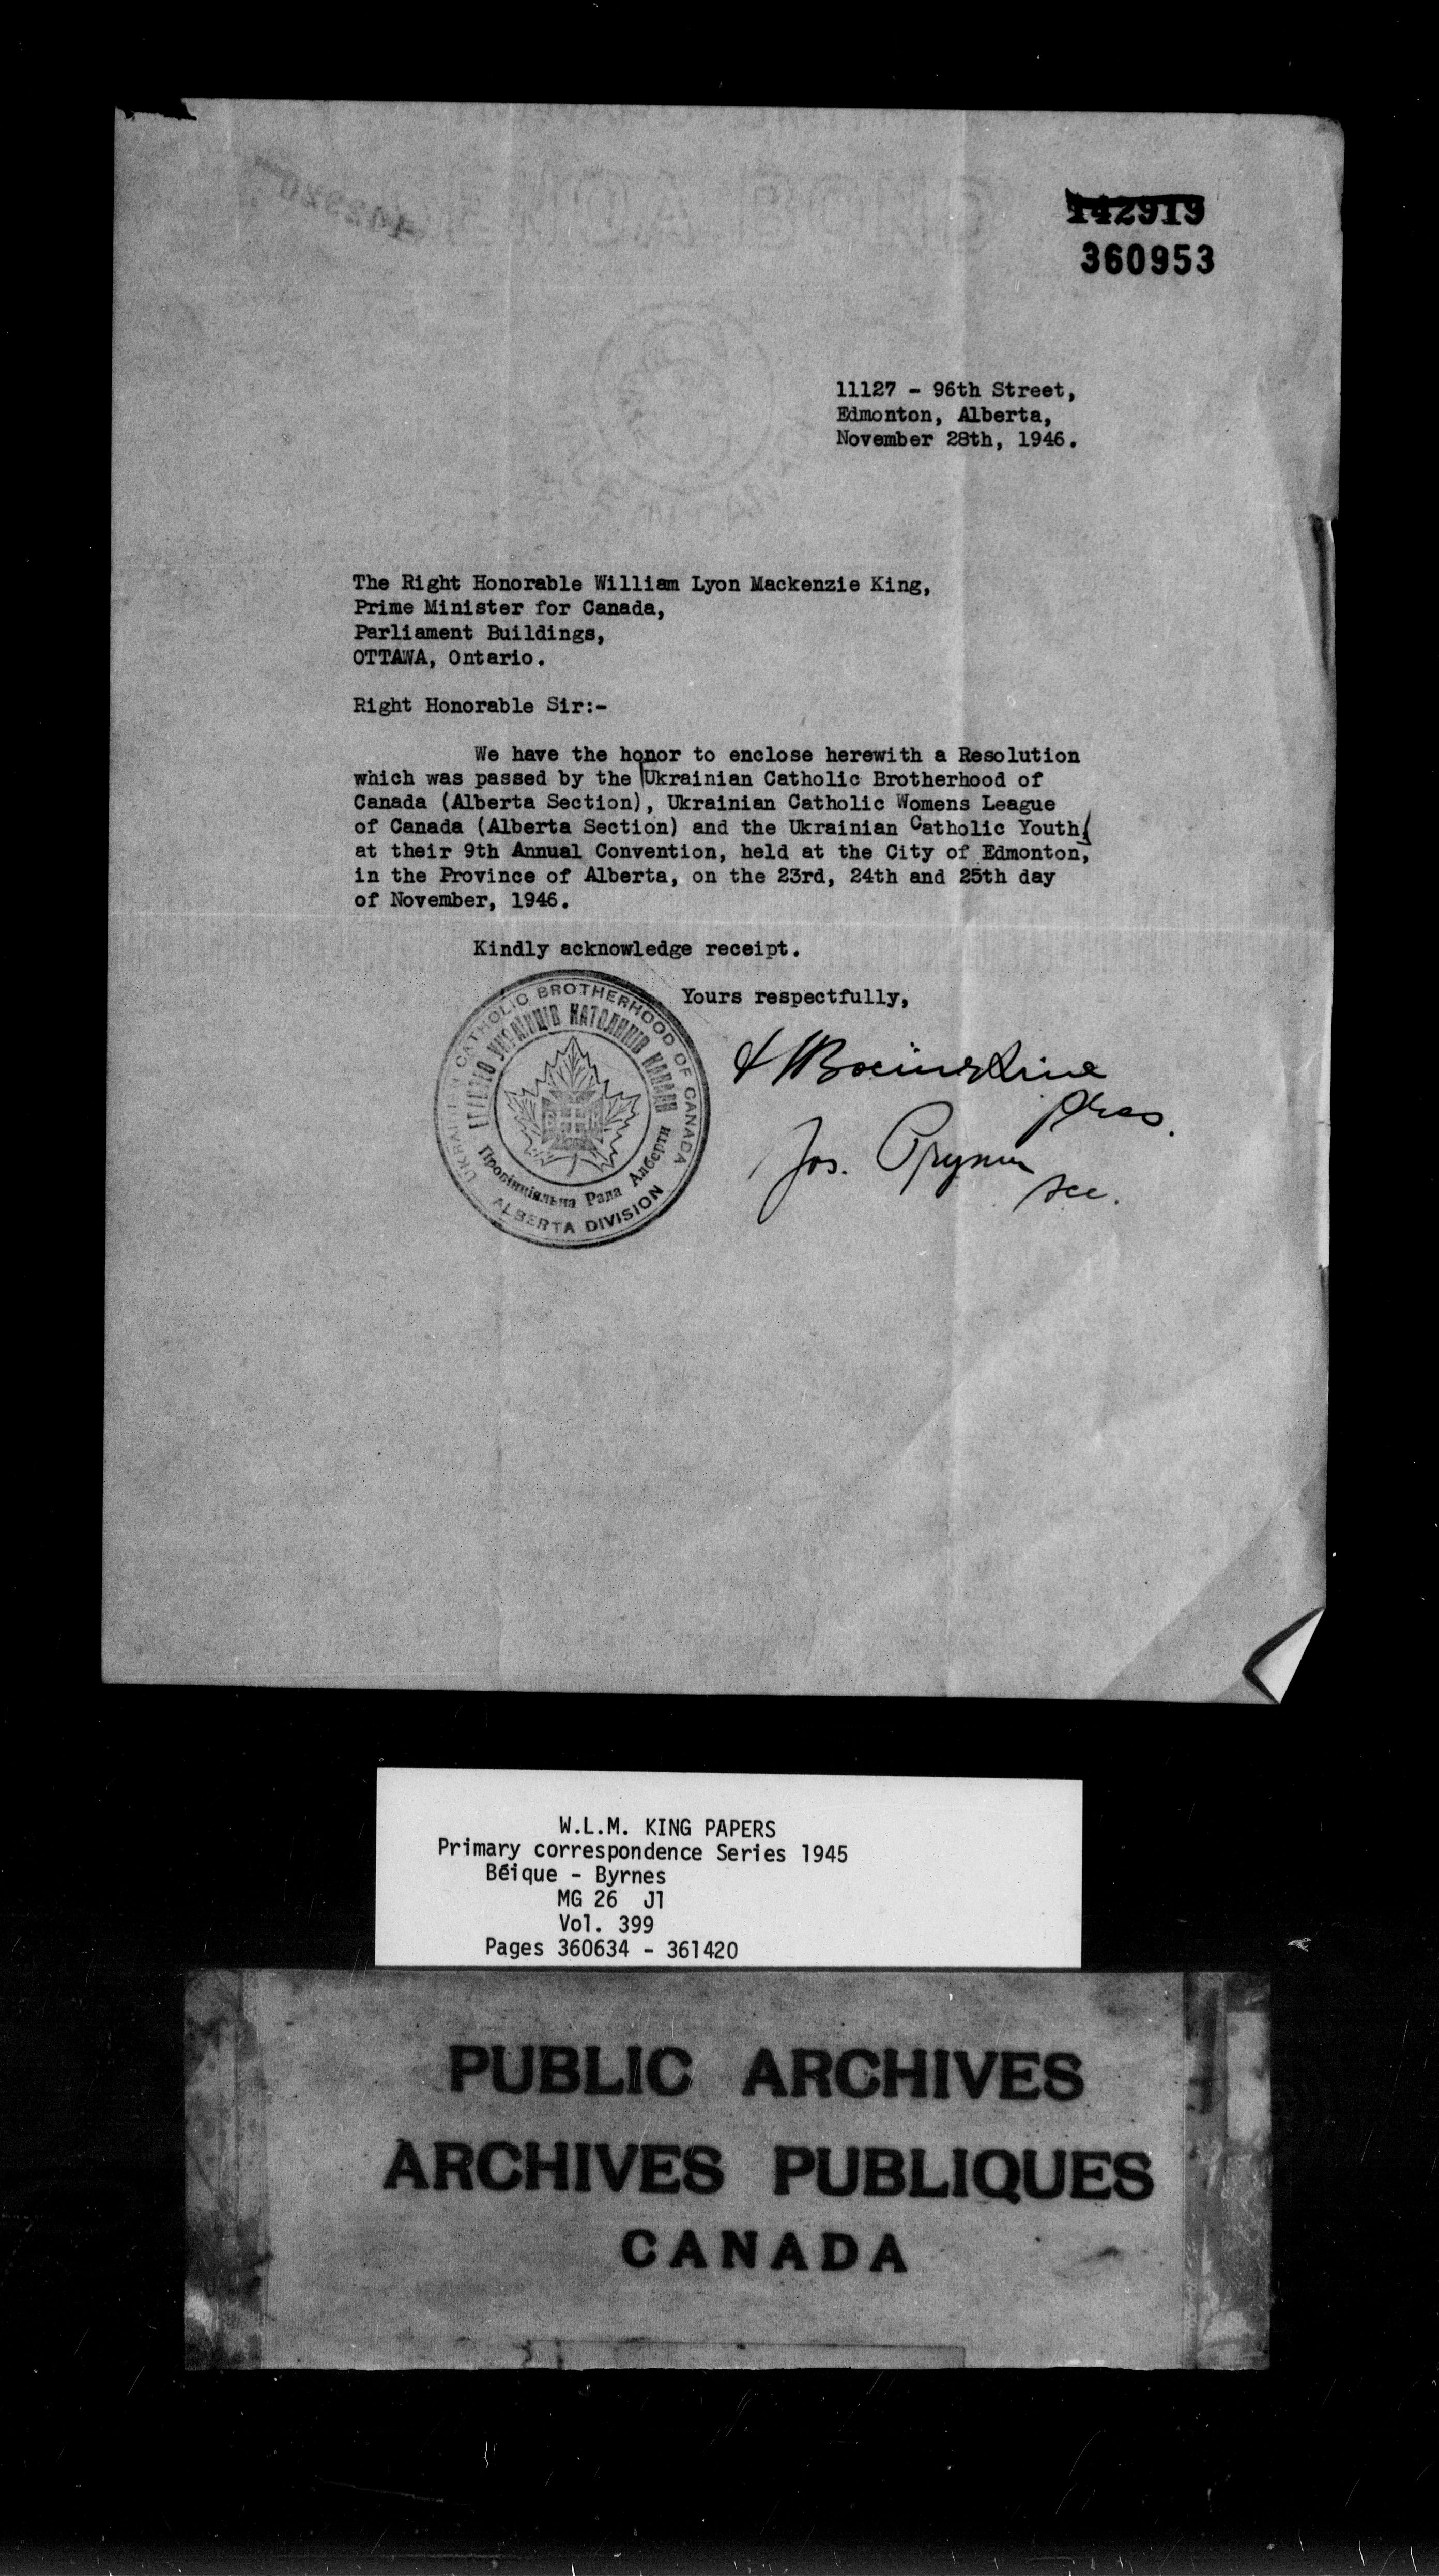 142919
360953
11127 - 96th Street,
Edmonton, Alberta,
November 28th, 1946.
The Right Honorable William Lyon Mackenzie King,
Prime Minister for Canada,
Parliament Buildings,
OTTAWA, Ontario.
Right Honorable Sir:-
We have the honor to enclose herewith a Resolution
which was passed by the Ukrainian Catholic Brotherhood of
Canada (Alberta Section), Ukrainian Catholic Womens League
of Canada (Alberta Section) and the Ukrainian Catholic Youth,
at their 9th Annual Convention, held at the City of Edmonton,
in the Province of Alberta, on the 23rd, 24th and 25th day
of November, 1946.
Kindly acknowledge receipt.
Yours respectfully,
UKRAINIAN CATHOLIC BROTHERHOOD OF CANADA
УКРАЇНЦІВ КАТОЛИКІВ КАНАДИ
Провінціяльна Рада Алберти
ALBERTA DIVISION
Pres.
Jos.
Sec.
W.L.M. KING PAPERS
Primary correspondence Series 1945
Béique - Byrnes
MG 26 J1
Vol. 399
Pages 360634 - 361420
PUBLIC ARCHIVES
ARCHIVES PUBLIQUES
CANADA